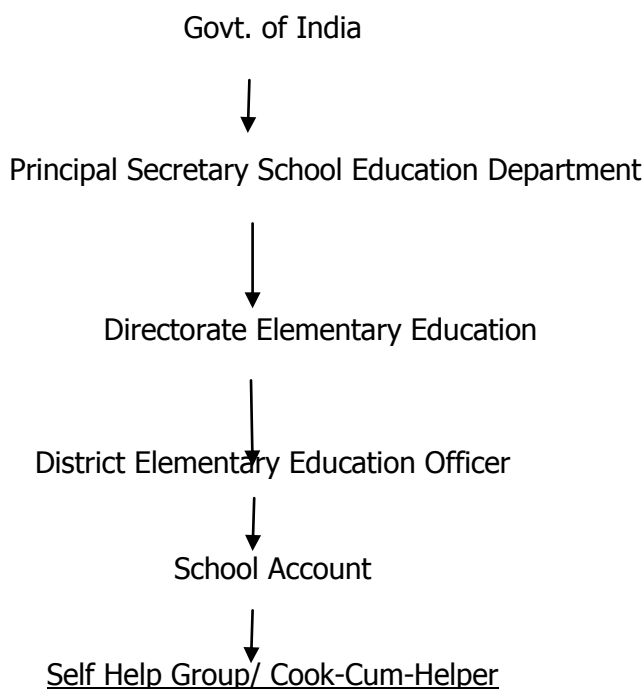 Govt. of India
Principal Secretary School Education Department
Directorate Elementary Education
District Elementary Education Officer
School Account
Self Help Group/ Cook-Cum-Helper